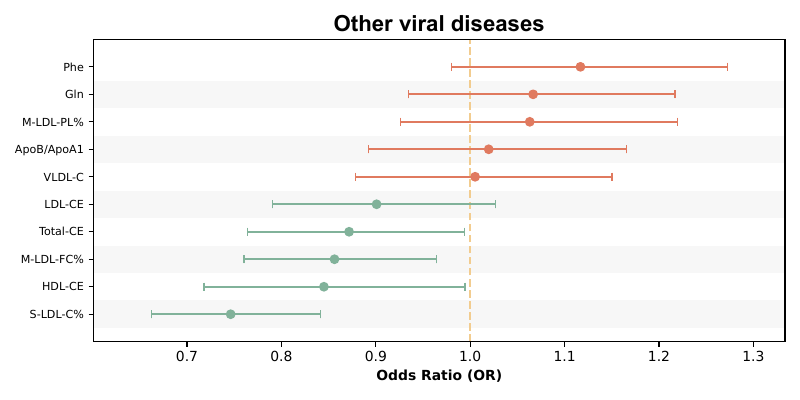 Other viral diseases
Phe
Gln
M-LDL-PL%
ApoB/ApoA1
VLDL-C
LDL-CE
Total-CE
M-LDL-FC%
HDL-CE
S-LDL-C%
0.7 0.8 0.9 1.0 1.1 1.2 1.3
Odds Ratio (OR)